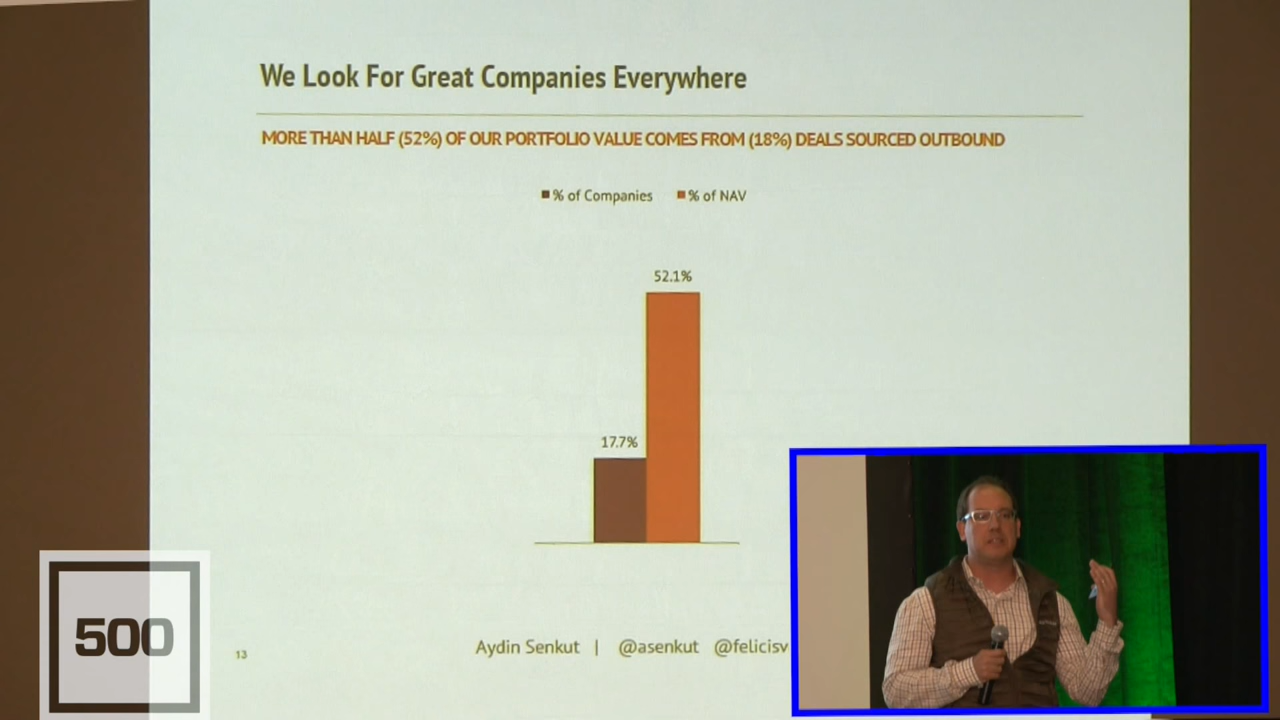 We Look For Great Companies Everywhere
MORE THAN HALF (52%) OF OUR PORTFOLIO VALUE COMES FROM (18%) DEALS SOURCED OUTBOUND
% of Companies % of NAV
52.1%
17.7%
Aydin Senkut | @asenkut @felicisv
13
500